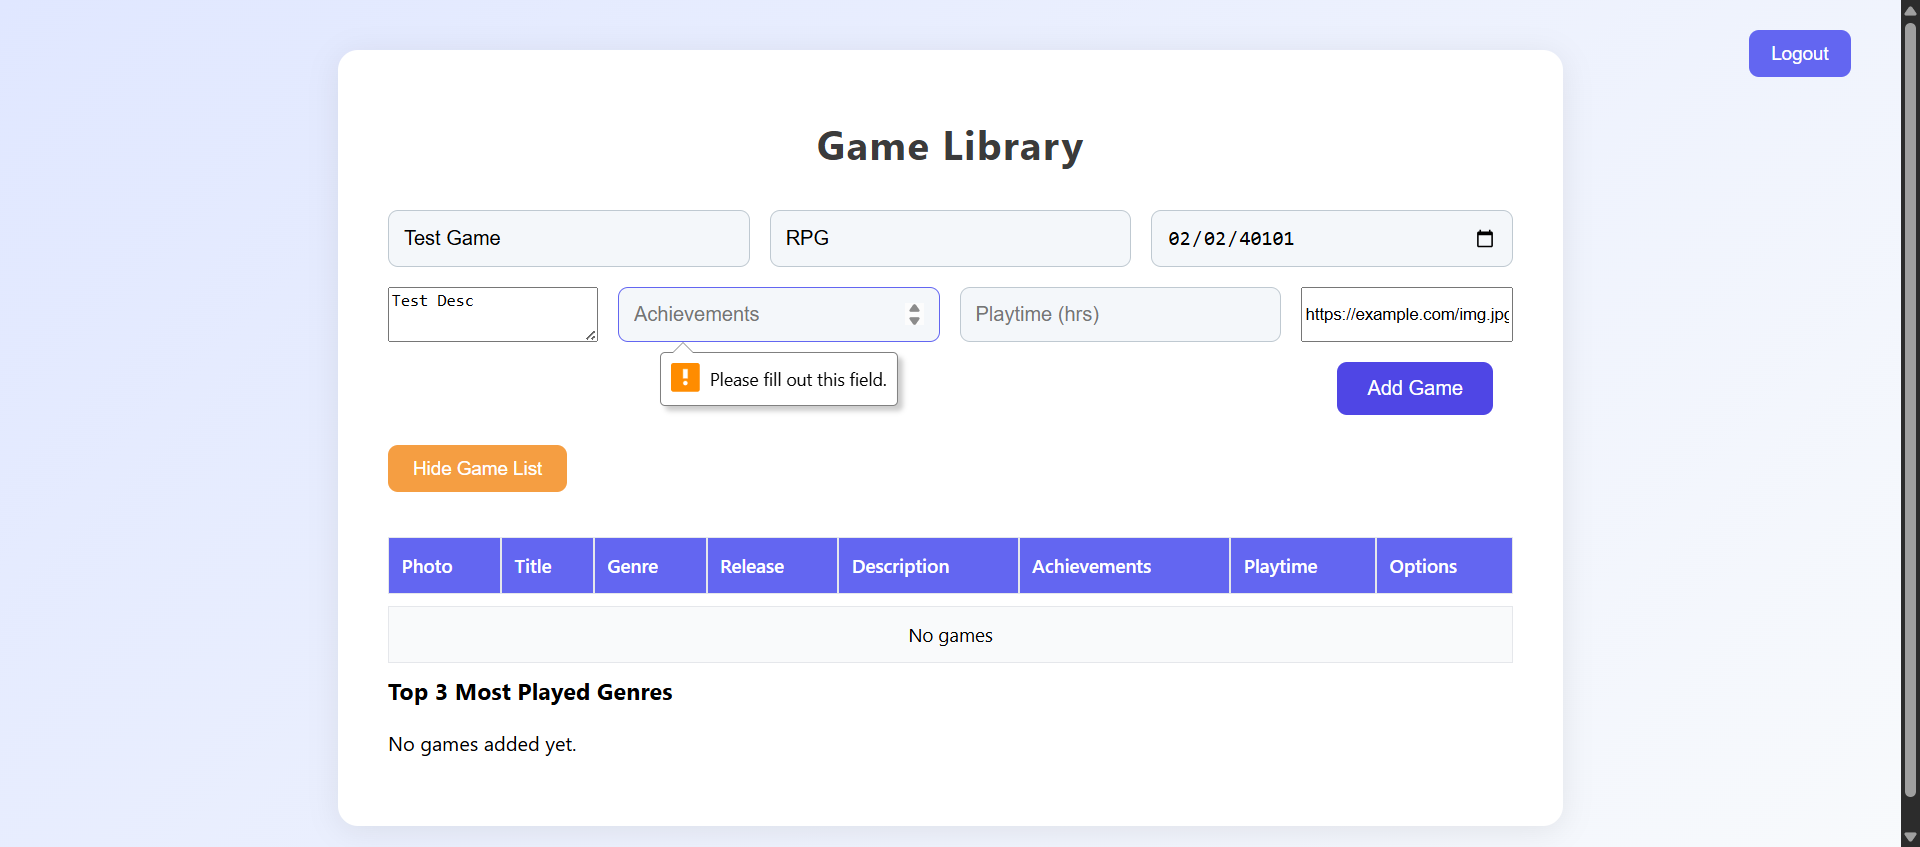 Logout
Game Library
Test Game
RPG
02/02/40101
Test Desc
Achievements
Playtime (hrs)
https://example.com/img.jpg
! Please fill out this field.
Add Game
Hide Game List
Photo Title Genre Release Description Achievements Playtime Options
No games
Top 3 Most Played Genres
No games added yet.